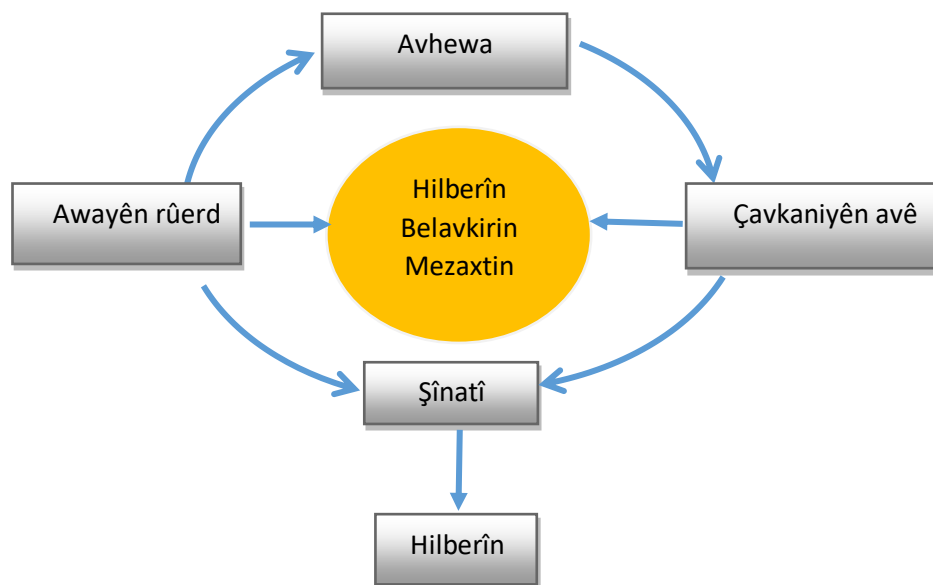 Avhewa
Awayên rûerd
Hilberîn
Belavkirin
Mezaxtin
Çavkaniyên avê
Şînatî
Hilberîn